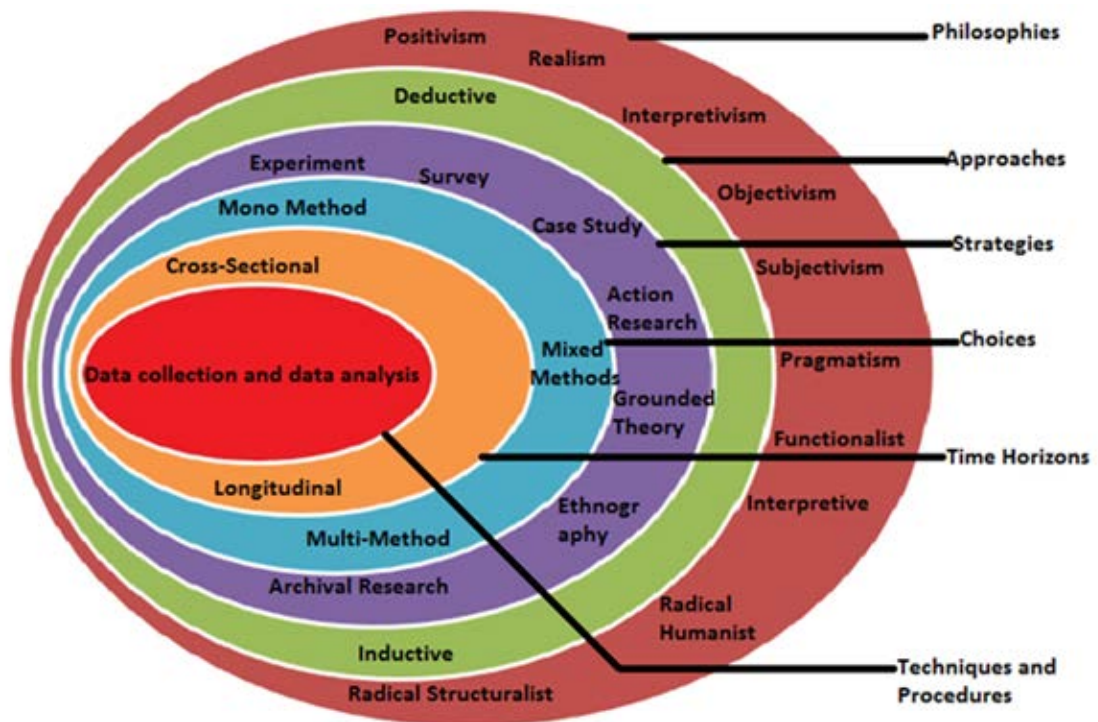 Positivism
Realism
Deductive
Interpretivism
Experiment
Survey
Objectivism
Mono Method
Case Study
Cross-Sectional
Subjectivism
Action
Research
Mixed
Methods
Pragmatism
Data collection and data analysis
Grounded
Theory
Functionalist
Longitudinal
Interpretive
Ethnogr
aphy
Multi-Method
Archival Research
Radical
Humanist
Inductive
Radical Structuralist
Philosophies
Approaches
Strategies
Choices
Time Horizons
Techniques and
Procedures